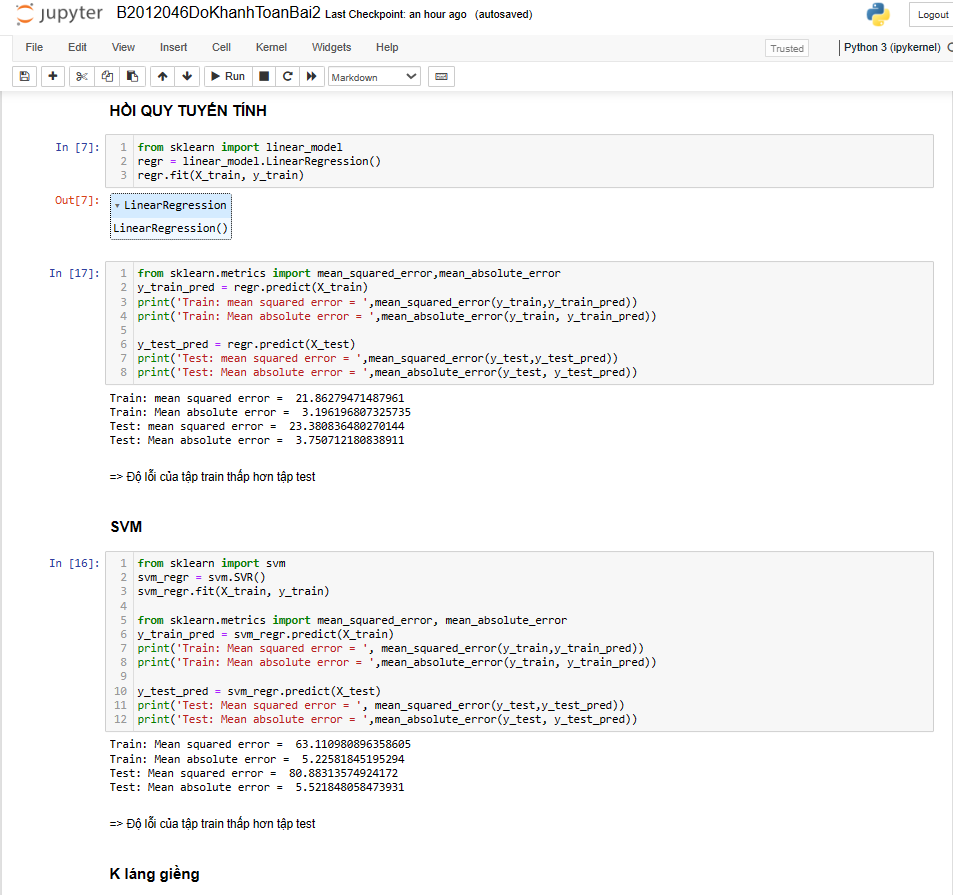 jupyter B2012046DoKhanhToanBai2 Last Checkpoint: an hour ago (autosaved)
Logout
File Edit View Insert Cell Kernel Widgets Help
Trusted
Python 3 (ipykernel)
Run
Markdown
HỒI QUY TUYẾN TÍNH
In [7]:
1 from sklearn import linear_model
2 regr = linear_model.LinearRegression()
3 regr.fit(X_train, y_train)
Out[7]:
▾ LinearRegression
LinearRegression()
In [17]:
1 from sklearn.metrics import mean_squared_error,mean_absolute_error
2 y_train_pred = regr.predict(X_train)
3 print('Train: mean squared error = ',mean_squared_error(y_train,y_train_pred))
4 print('Train: Mean absolute error = ',mean_absolute_error(y_train, y_train_pred))
5
6 y_test_pred = regr.predict(X_test)
7 print('Test: mean squared error = ',mean_squared_error(y_test,y_test_pred))
8 print('Test: Mean absolute error = ',mean_absolute_error(y_test, y_test_pred))
Train: mean squared error =  21.86279471487961
Train: Mean absolute error =  3.196196807325735
Test: mean squared error =  23.380836480270144
Test: Mean absolute error =  3.750712180838911
=> Độ lỗi của tập train thấp hơn tập test
SVM
In [16]:
1 from sklearn import svm
2 svm_regr = svm.SVR()
3 svm_regr.fit(X_train, y_train)
4
5 from sklearn.metrics import mean_squared_error, mean_absolute_error
6 y_train_pred = svm_regr.predict(X_train)
7 print('Train: Mean squared error = ', mean_squared_error(y_train,y_train_pred))
8 print('Train: Mean absolute error = ',mean_absolute_error(y_train, y_train_pred))
9
10 y_test_pred = svm_regr.predict(X_test)
11 print('Test: Mean squared error = ', mean_squared_error(y_test,y_test_pred))
12 print('Test: Mean absolute error = ',mean_absolute_error(y_test, y_test_pred))
Train: Mean squared error =  63.110980896358605
Train: Mean absolute error =  5.22581845195294
Test: Mean squared error =  80.88313574924172
Test: Mean absolute error =  5.521848058473931
=> Độ lỗi của tập train thấp hơn tập test
K láng giềng